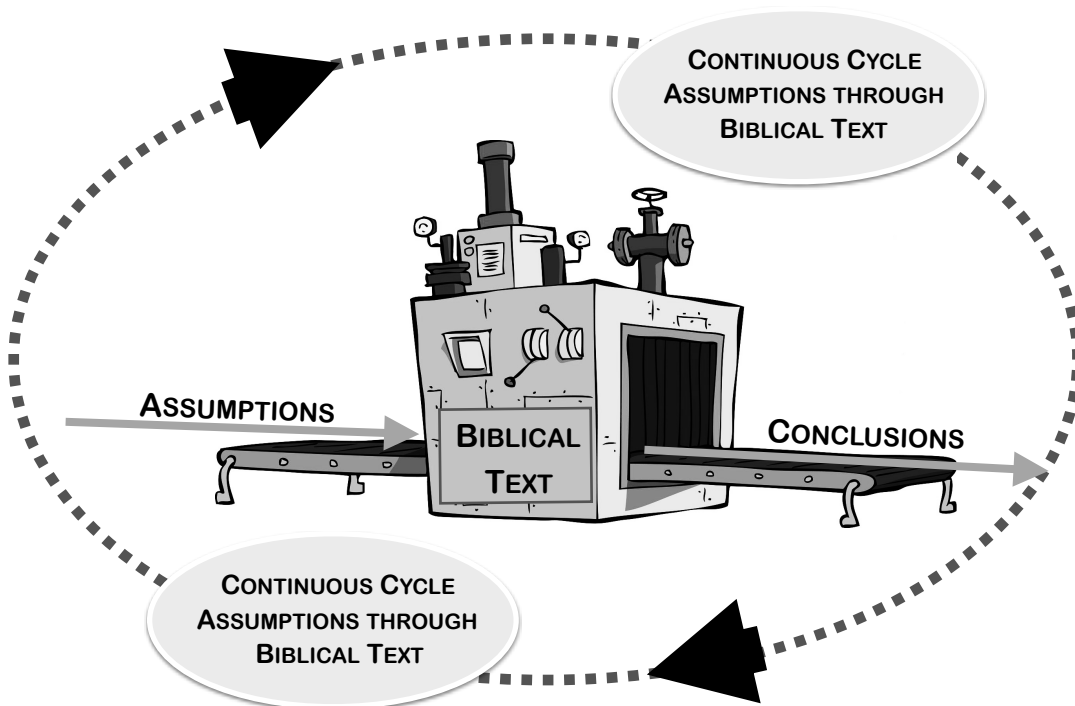 CONTINUOUS CYCLE
ASSUMPTIONS THROUGH
BIBLICAL TEXT
ASSUMPTIONS
BIBLICAL
TEXT
CONCLUSIONS
CONTINUOUS CYCLE
ASSUMPTIONS THROUGH
BIBLICAL TEXT